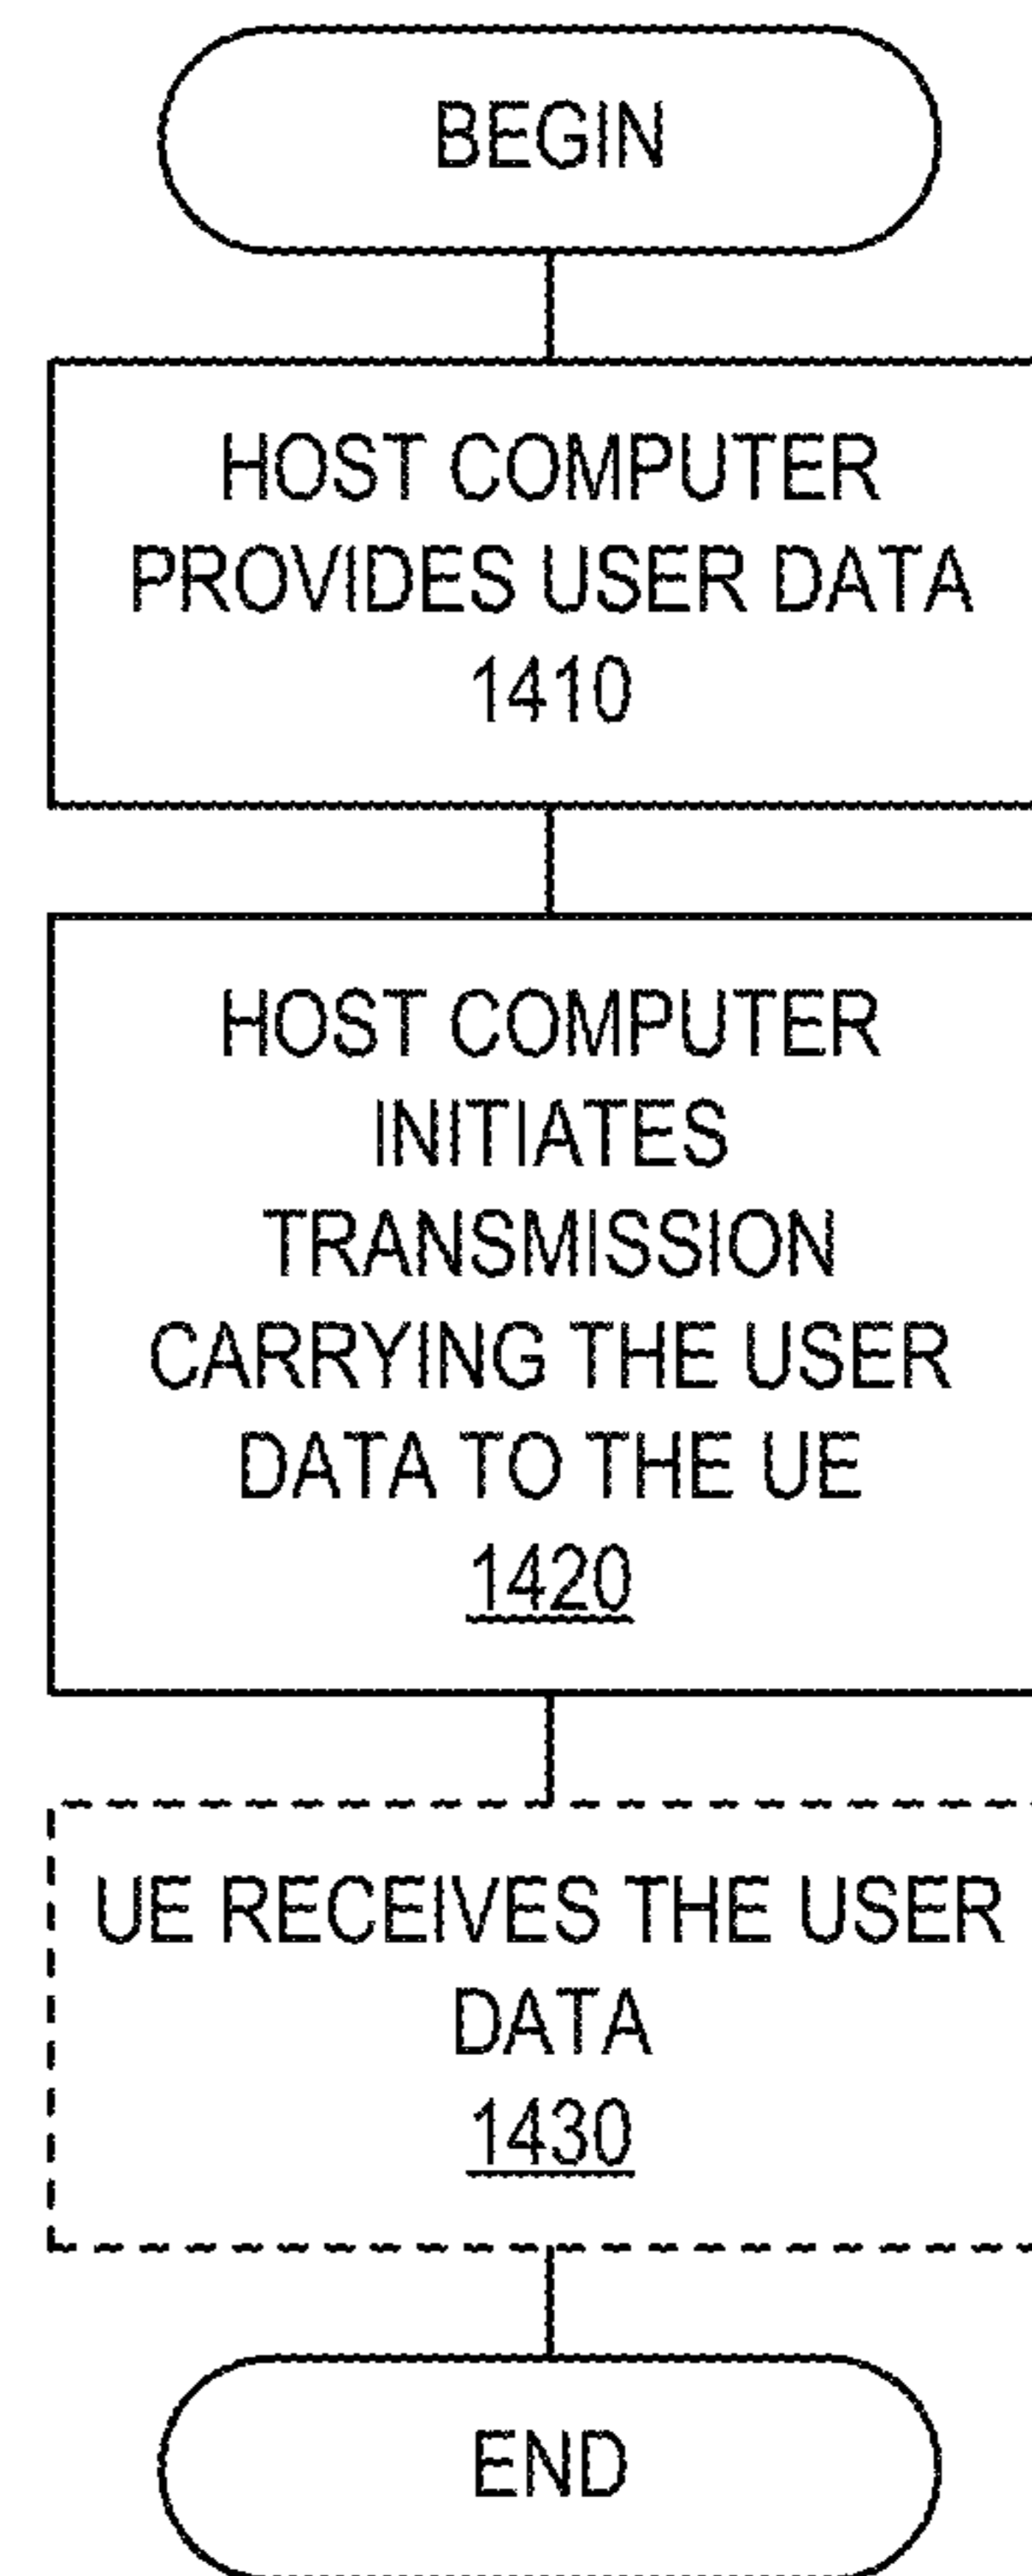 BEGIN
HOST COMPUTER
PROVIDES USER DATA
1410
HOST COMPUTER
INITIATES
TRANSMISSION
CARRYING THE USER
DATA TO THE UE
1420
UE RECEIVES THE USER
DATA
1430
END